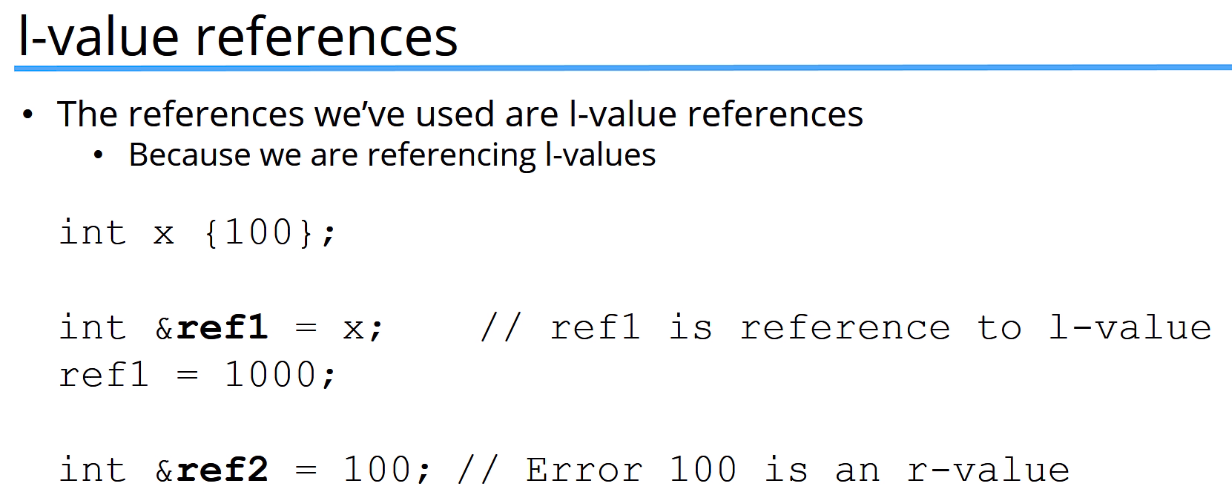 l-value references
• The references we’ve used are l-value references
• Because we are referencing l-values
int x {100};
int &ref1 = x; // ref1 is reference to l-value
ref1 = 1000;
int &ref2 = 100; // Error 100 is an r-value